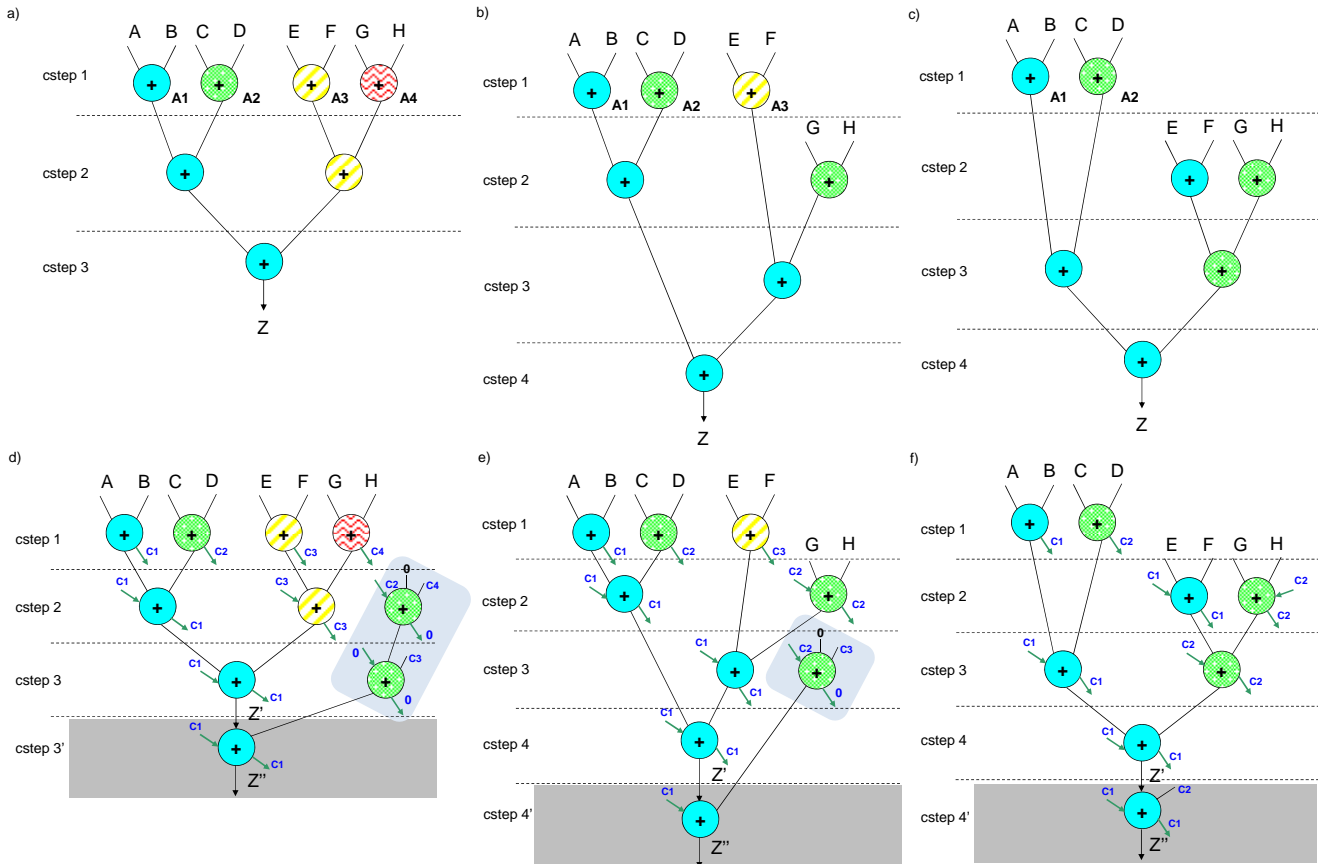 a)
A B C D E F G H
cstep 1
+ A1 + A2 + A3 + A4
cstep 2
+ +
cstep 3
+
Z
b)
A B C D E F
cstep 1
+ A1 + A2 + A3
G H
cstep 2
+ +
cstep 3
+
cstep 4
+
Z
c)
A B C D
cstep 1
+ A1 + A2
E F G H
cstep 2
+ +
cstep 3
+ +
cstep 4
+
Z
d)
A B C D E F G H
cstep 1
+ + + +
C1 C2 C3 C4
0
C1 C3 C2 C4
cstep 2
+ + +
C1 C3 0
C1 0 C3
cstep 3
+ +
C1 0
Z'
C1
cstep 3'
+
C1
Z''
e)
A B C D E F
cstep 1
+ + +
C1 C2 C3
G H
C1 C2
cstep 2
+ +
C1 C2
0
C1 C2 C3
cstep 3
+ +
C1 0
C1
cstep 4
+
C1
Z'
C1
cstep 4'
+
Z''
f)
A B C D
cstep 1
+ +
C1 C2
E F G H
C1 C2
cstep 2
+ +
C1 C2
C1 C2
cstep 3
+ +
C1 C2
C1
cstep 4
+
C1
Z'
C1 C2
cstep 4'
+
C1
Z''